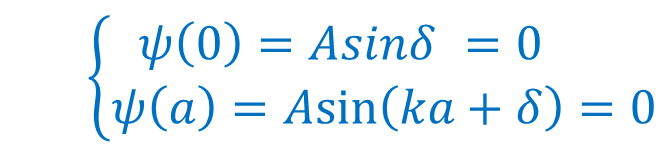 ψ(0) = Asinδ = 0
ψ(a) = Asin(ka + δ) = 0